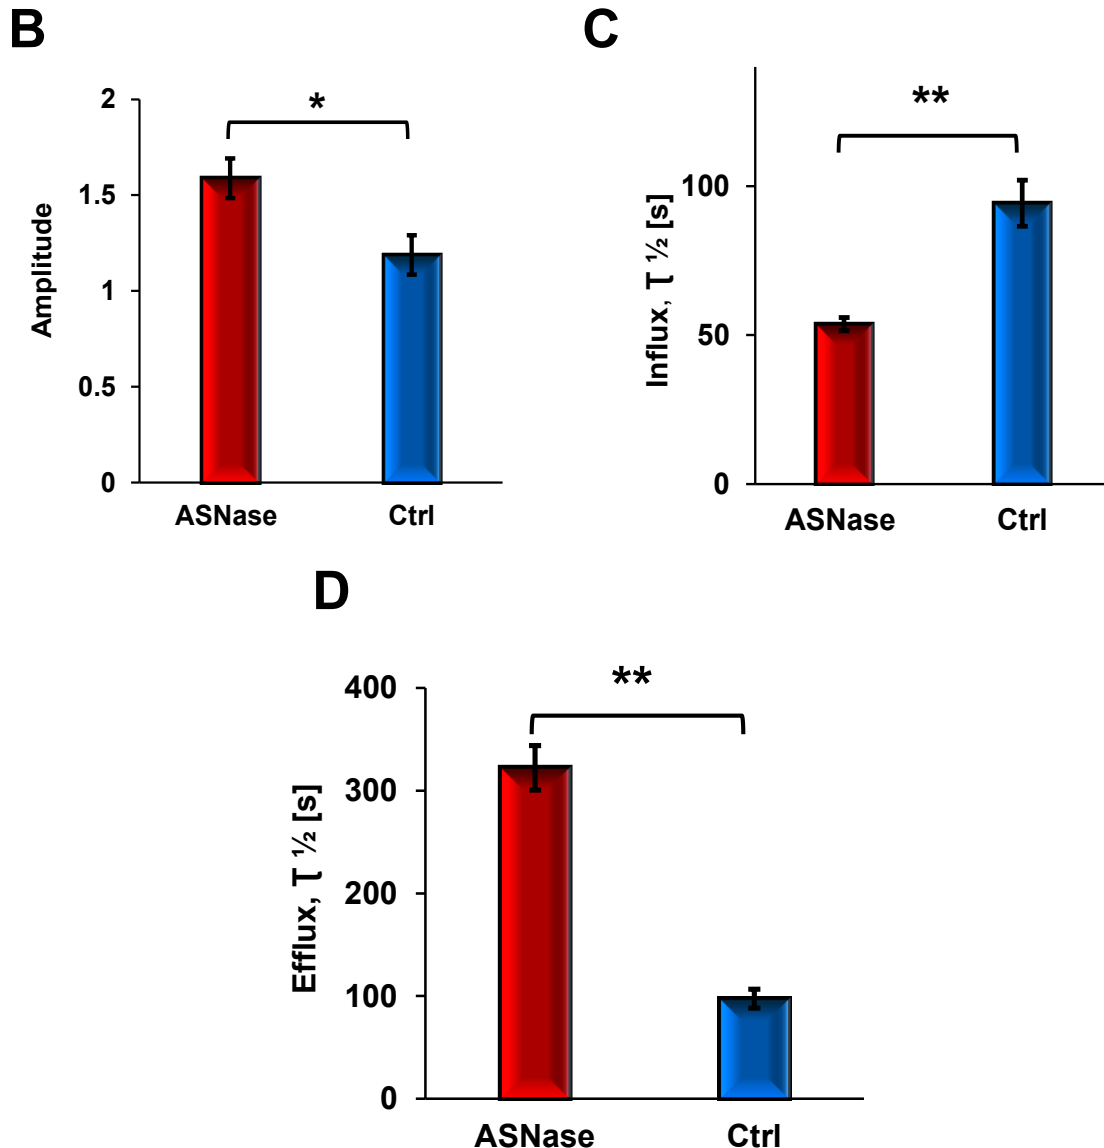 B
*
2
1.5
1
0.5
0
Amplitude
ASNase Ctrl
C
**
100
50
0
Influx, τ ½ [s]
ASNase Ctrl
D
**
400
300
200
100
0
Efflux, τ ½ [s]
ASNase Ctrl